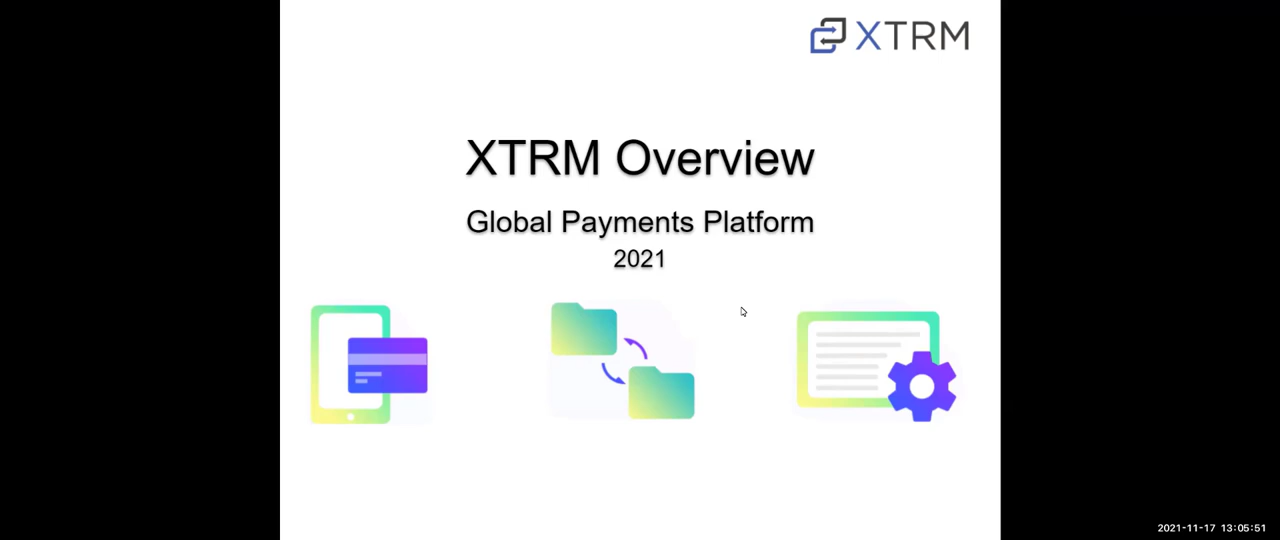 XTRM
XTRM Overview
Global Payments Platform
2021
2021-11-17 13:05:51